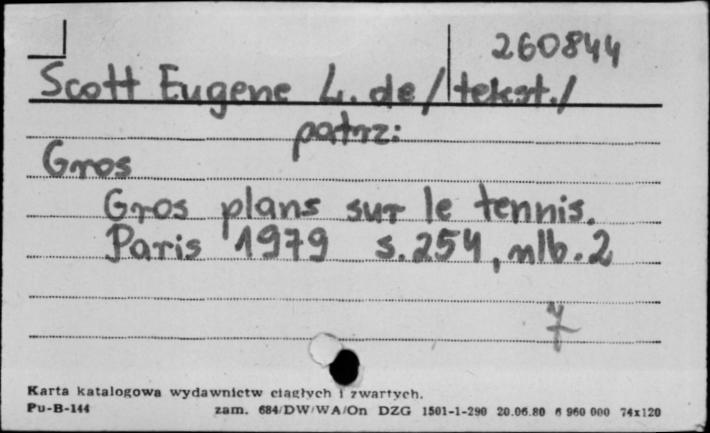 260844
Scott Eugene L. de /tekst./
patrz:
Gros
Gros plans sur le tennis.
Paris 1979 s. 254, nlb. 2
7
Karta katalogowa wydawnictw ciągłych i zwartych.
Pu-B-144 zam. 684/DW/WA/On DZG 1501-1-290 20.06.80 6 960 000 74x120